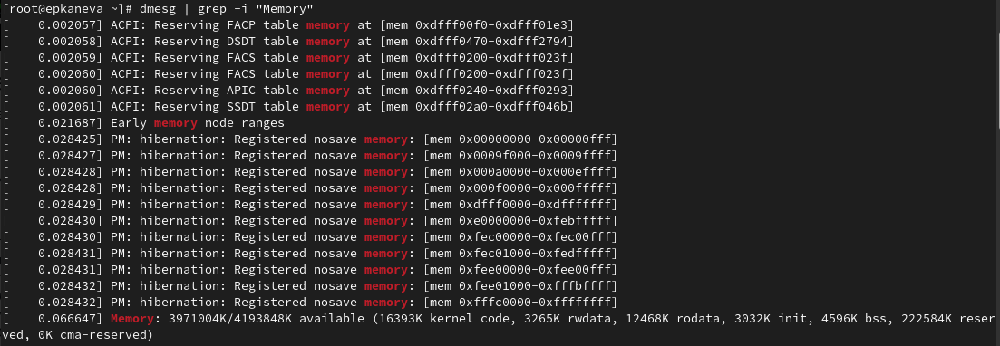 [root@epkaneva ~]# dmesg | grep -i "Memory"
[    0.002057] ACPI: Reserving FACP table memory at [mem 0xdfff00f0-0xdfff01e3]
[    0.002058] ACPI: Reserving DSDT table memory at [mem 0xdfff0470-0xdfff2794]
[    0.002059] ACPI: Reserving FACS table memory at [mem 0xdfff0200-0xdfff023f]
[    0.002060] ACPI: Reserving FACS table memory at [mem 0xdfff0200-0xdfff023f]
[    0.002060] ACPI: Reserving APIC table memory at [mem 0xdfff0240-0xdfff0293]
[    0.002061] ACPI: Reserving SSDT table memory at [mem 0xdfff02a0-0xdfff046b]
[    0.021687] Early memory node ranges
[    0.028425] PM: hibernation: Registered nosave memory: [mem 0x00000000-0x00000fff]
[    0.028427] PM: hibernation: Registered nosave memory: [mem 0x0009f000-0x0009ffff]
[    0.028428] PM: hibernation: Registered nosave memory: [mem 0x000a0000-0x000effff]
[    0.028428] PM: hibernation: Registered nosave memory: [mem 0x000f0000-0x000fffff]
[    0.028429] PM: hibernation: Registered nosave memory: [mem 0xdfff0000-0xdfffffff]
[    0.028430] PM: hibernation: Registered nosave memory: [mem 0xe0000000-0xfebfffff]
[    0.028430] PM: hibernation: Registered nosave memory: [mem 0xfec00000-0xfec00fff]
[    0.028431] PM: hibernation: Registered nosave memory: [mem 0xfec01000-0xfedfffff]
[    0.028431] PM: hibernation: Registered nosave memory: [mem 0xfee00000-0xfee00fff]
[    0.028432] PM: hibernation: Registered nosave memory: [mem 0xfee01000-0xfffbffff]
[    0.028432] PM: hibernation: Registered nosave memory: [mem 0xfffc0000-0xffffffff]
[    0.066647] Memory: 3971004K/4193848K available (16393K kernel code, 3265K rwdata, 12468K rodata, 3032K init, 4596K bss, 222584K reser
ved, 0K cma-reserved)